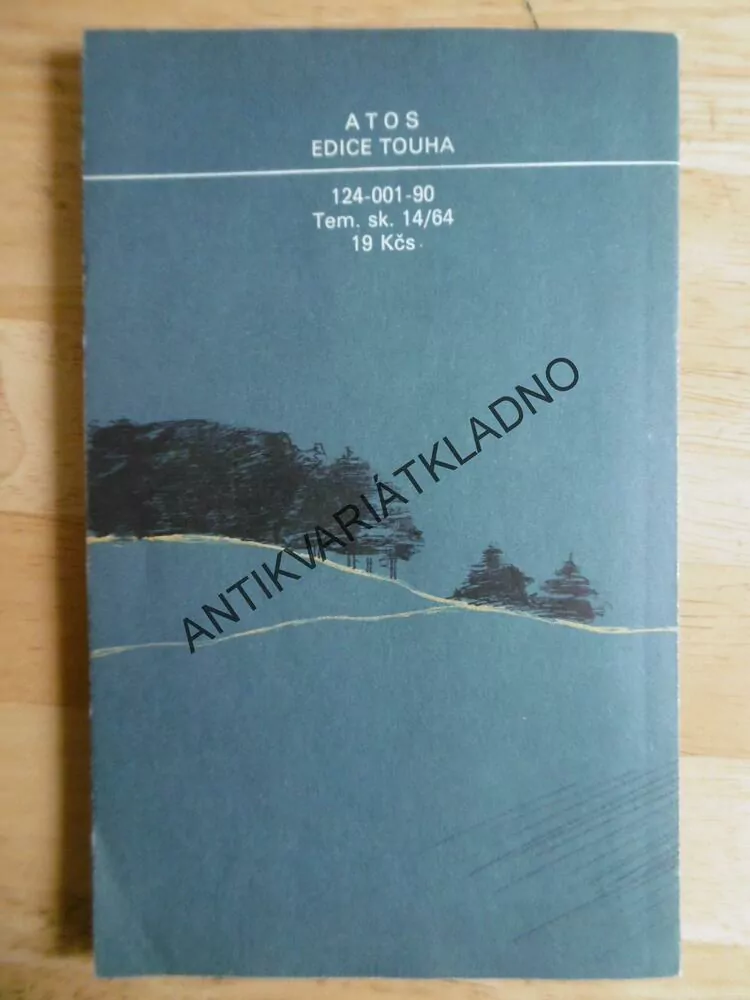 ATOS
EDICE TOUHA
124-001-90
Tem. sk. 14/64
19 Kčs
ANTIKVARIÁTKLADNO